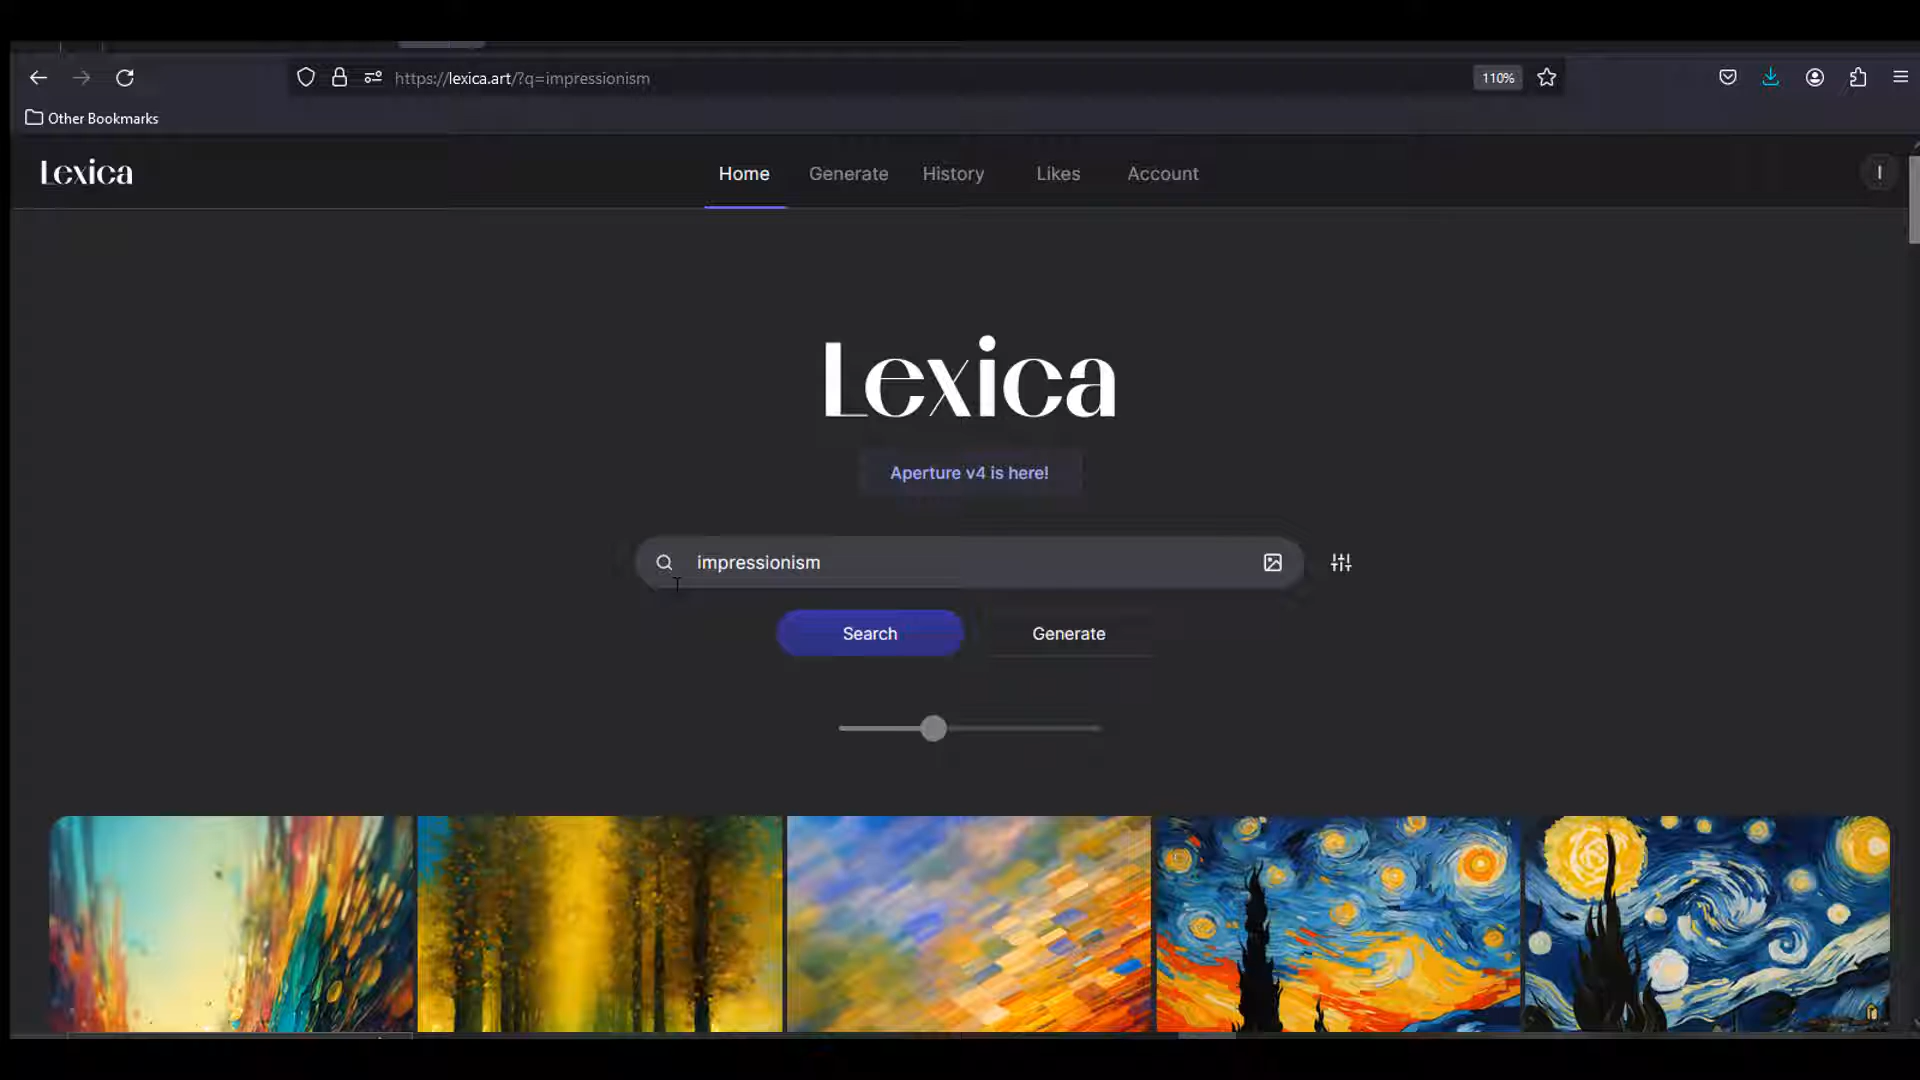 https://lexica.art/?q=impressionism
110%
Other Bookmarks
Lexica
Home
Generate
History
Likes
Account
I
Lexica
Aperture v4 is here!
impressionism
Search
Generate